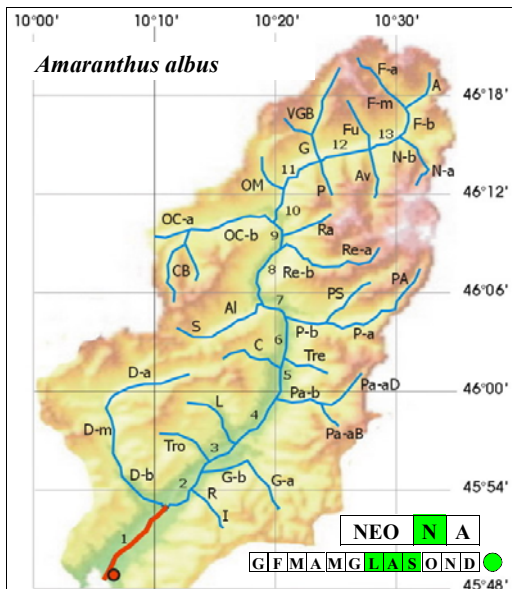 10°00' 10°10' 10°20' 10°30'
Amaranthus albus
F-a
A
46°18'
F-m
VGB
F-b
Fu
13
G
12
N-b
11
N-a
OM
P
Av
46°12'
10
OC-a
Ra
OC-b
9
Re-a
8
Re-b
CB
PA
PS
46°06'
Al
7
S
P-b
P-a
6
C
Tre
D-a
5
46°00'
Pa-b
Pa-aD
L
D-m
4
Pa-aB
Tro
3
D-b
G-b
G-a
2
R
45°54'
I
1
NEO N A
G F M A M G L A S O N D
45°48'